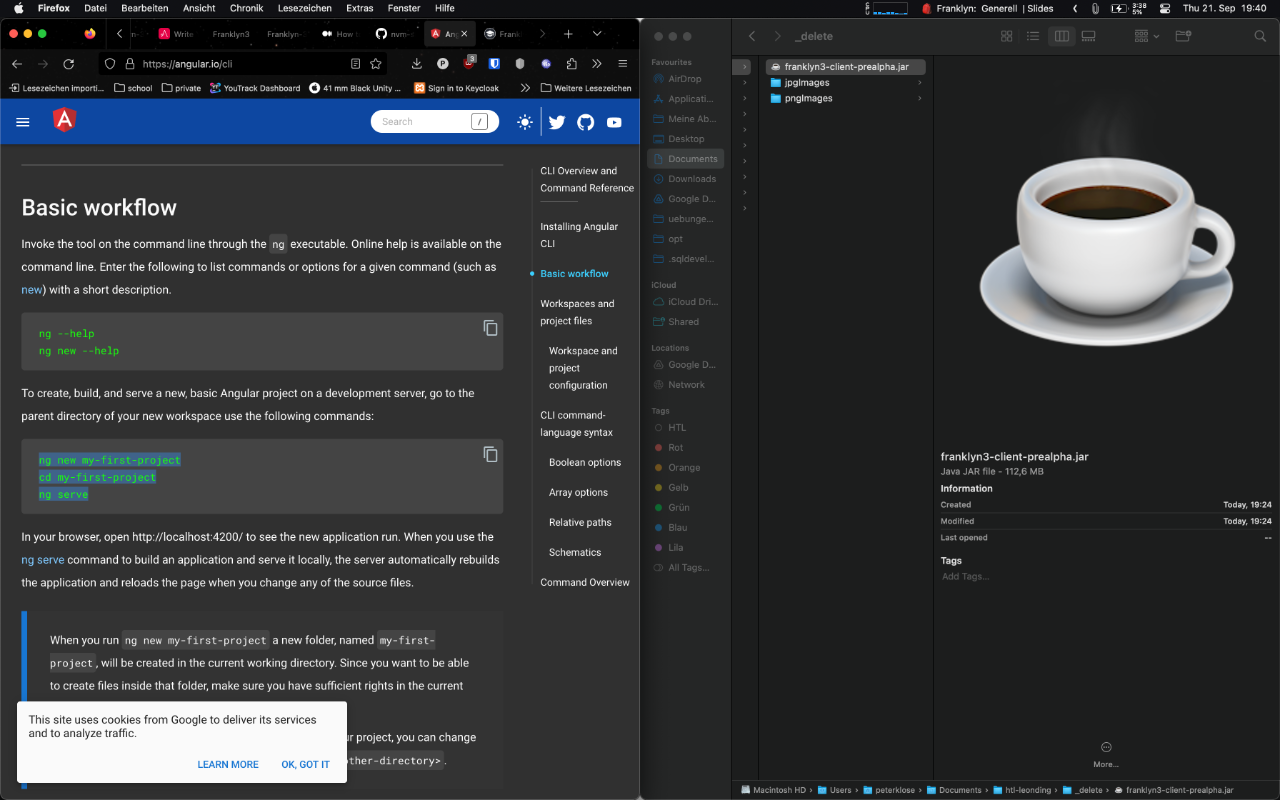 Firefox Datei Bearbeiten Ansicht Chronik Lesezeichen Extras Fenster Hilfe
Franklyn: Generell | Slides 3:38 5% Thu 21. Sep 19:40
Write Franklyn3 Franklyn- How t nvm- Ang Frank
https://angular.io/cli
Lesezeichen importi... school private YouTrack Dashboard 41 mm Black Unity ... Sign in to Keycloak Weitere Lesezeichen
Search /
Basic workflow
Invoke the tool on the command line through the ng executable. Online help is available on the
command line. Enter the following to list commands or options for a given command (such as
new) with a short description.
ng --help
ng new --help
To create, build, and serve a new, basic Angular project on a development server, go to the
parent directory of your new workspace use the following commands:
ng new my-first-project
cd my-first-project
ng serve
In your browser, open http://localhost:4200/ to see the new application run. When you use the
ng serve command to build an application and serve it locally, the server automatically rebuilds
the application and reloads the page when you change any of the source files.
When you run ng new my-first-project a new folder, named my-first-
project, will be created in the current working directory. Since you want to be able
to create files inside that folder, make sure you have sufficient rights in the current
ur project, you can change
other-directory>.
This site uses cookies from Google to deliver its services
and to analyze traffic.
LEARN MORE OK, GOT IT
CLI Overview and
Command Reference
Installing Angular
CLI
Basic workflow
Workspaces and
project files
Workspace and
project
configuration
CLI command-
language syntax
Boolean options
Array options
Relative paths
Schematics
Command Overview
_delete
Favourites
AirDrop
Applicati...
Meine Ab...
Desktop
Documents
Downloads
Google D...
uebunge...
opt
.sqldevel...
iCloud
iCloud Dri...
Shared
Locations
Google D...
Network
Tags
HTL
Rot
Orange
Gelb
Grün
Blau
Lila
All Tags...
franklyn3-client-prealpha.jar
jpgImages
pngImages
franklyn3-client-prealpha.jar
Java JAR file - 112,6 MB
Information
Created Today, 19:24
Modified Today, 19:24
Last opened --
Tags
Add Tags...
More...
Macintosh HD › Users › peterklose › Documents › htl-leonding › _delete › franklyn3-client-prealpha.jar